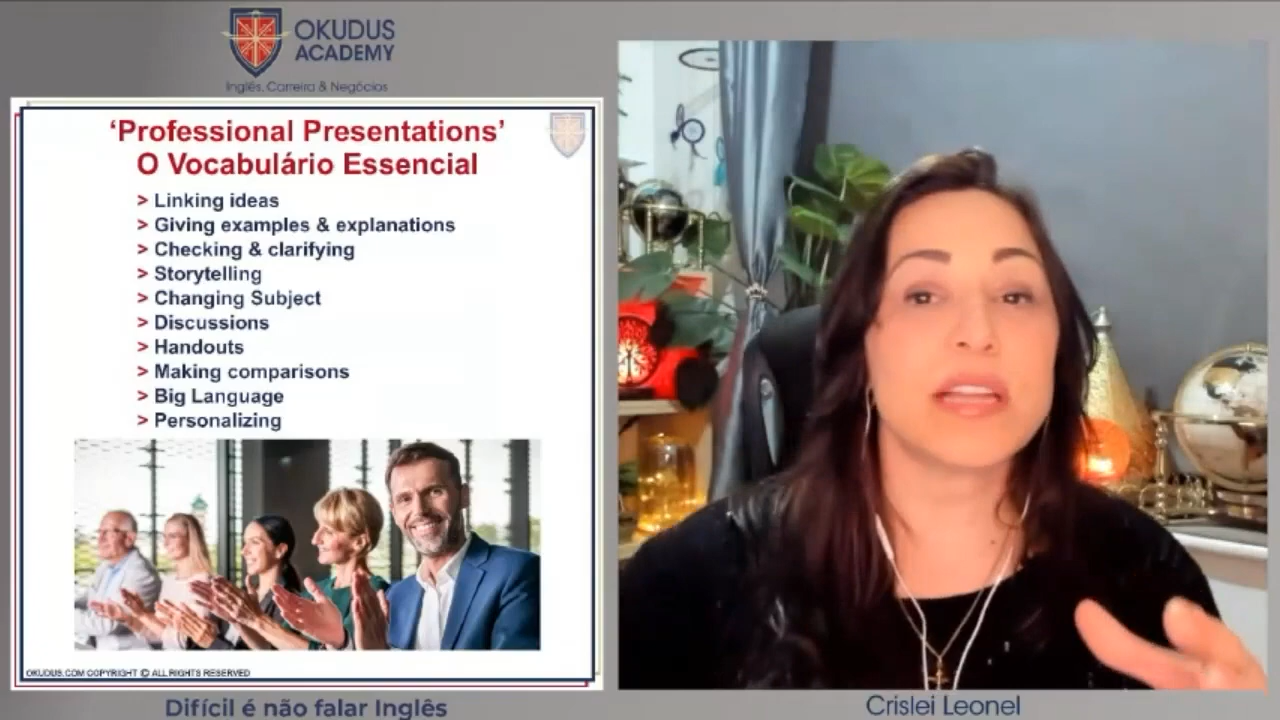 OKUDUS
ACADEMY
Inglês, Carreira & Negócios
‘Professional Presentations’
O Vocabulário Essencial
> Linking ideas
> Giving examples & explanations
> Checking & clarifying
> Storytelling
> Changing Subject
> Discussions
> Handouts
> Making comparisons
> Big Language
> Personalizing
OKUDUS.COM COPYRIGHT © ALL RIGHTS RESERVED
Difícil é não falar Inglês
Crislei Leonel